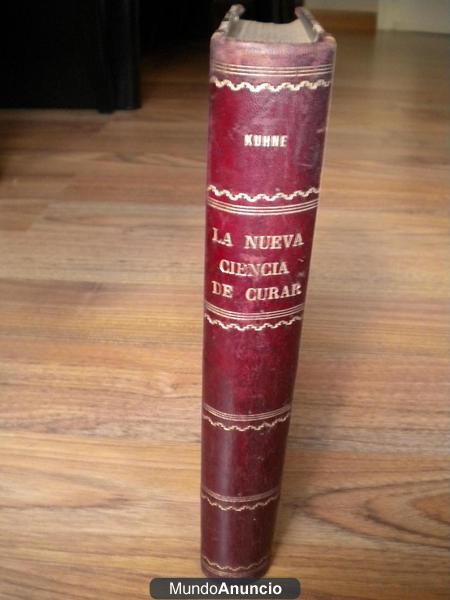 KUHNE
LA NUEVA
CIENCIA
DE CURAR
MundoAnuncio